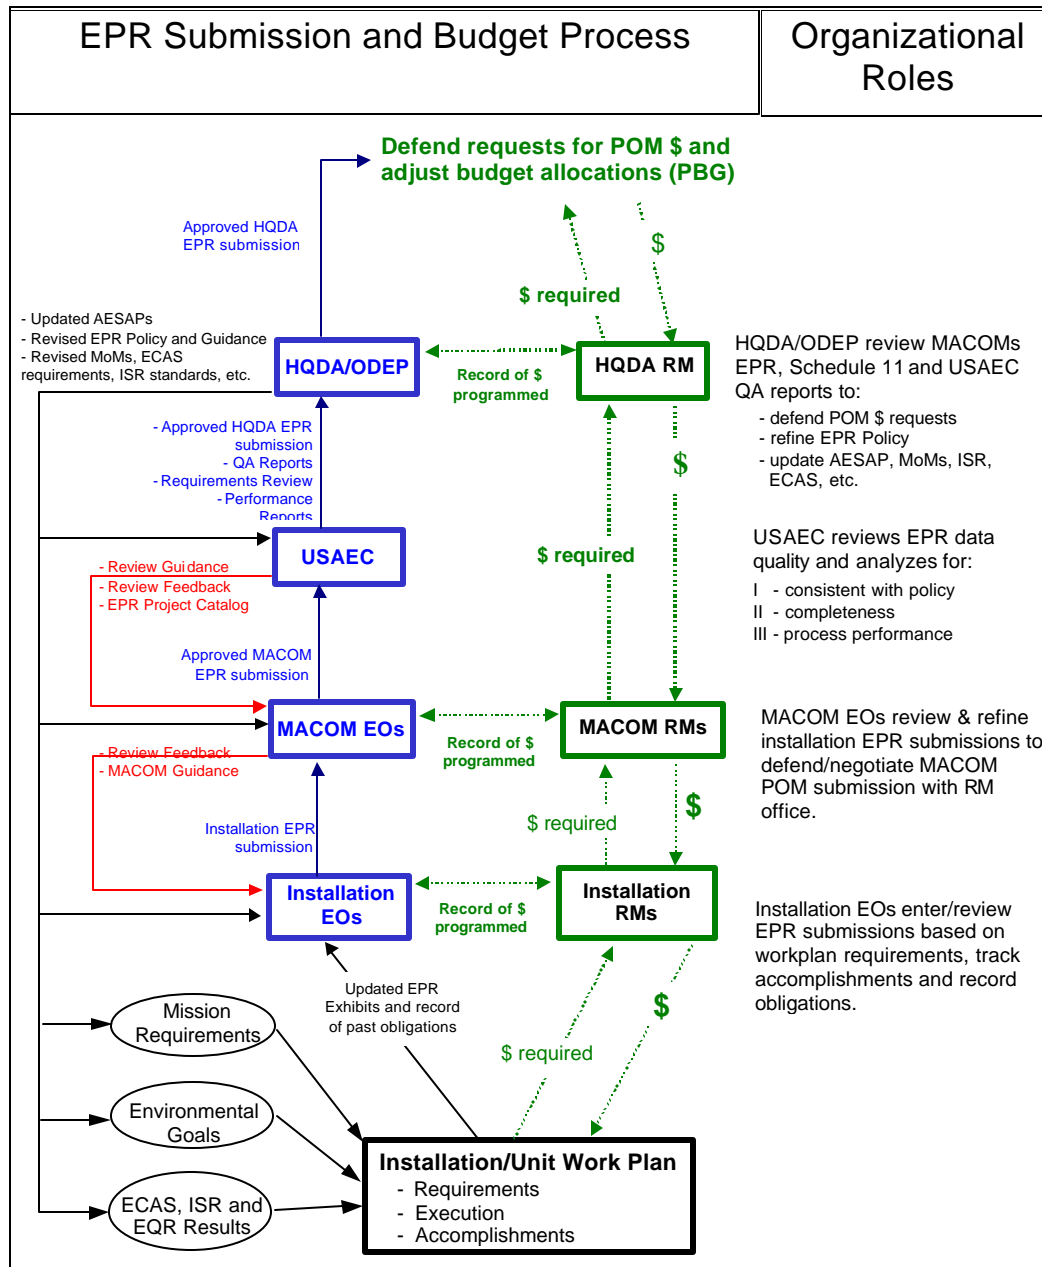 EPR Submission and Budget Process
Organizational
Roles
Defend requests for POM $ and
adjust budget allocations (PBG)
Approved HQDA
EPR submission
$
$ required
- Updated AESAPs
- Revised EPR Policy and Guidance
- Revised MoMs, ECAS
requirements, ISR standards, etc.
HQDA/ODEP
Record of $
programmed
HQDA RM
HQDA/ODEP review MACOMs
EPR, Schedule 11 and USAEC
QA reports to:
- defend POM $ requests
- refine EPR Policy
- update AESAP, MoMs, ISR,
ECAS, etc.
- Approved HQDA EPR
submission
- QA Reports
- Requirements Review
- Performance
Reports
$
$ required
USAEC
USAEC reviews EPR data
quality and analyzes for:
I - consistent with policy
II - completeness
III - process performance
- Review Guidance
- Review Feedback
- EPR Project Catalog
Approved MACOM
EPR submission
MACOM EOs
Record of $
programmed
MACOM RMs
MACOM EOs review & refine
installation EPR submissions to
defend/negotiate MACOM
POM submission with RM
office.
- Review Feedback
- MACOM Guidance
Installation EPR
submission
$ required
$
Installation
EOs
Record of $
programmed
Installation
RMs
Installation EOs enter/review
EPR submissions based on
workplan requirements, track
accomplishments and record
obligations.
Updated EPR
Exhibits and record
of past obligations
$
$ required
Mission
Requirements
Environmental
Goals
ECAS, ISR and
EQR Results
Installation/Unit Work Plan
- Requirements
- Execution
- Accomplishments